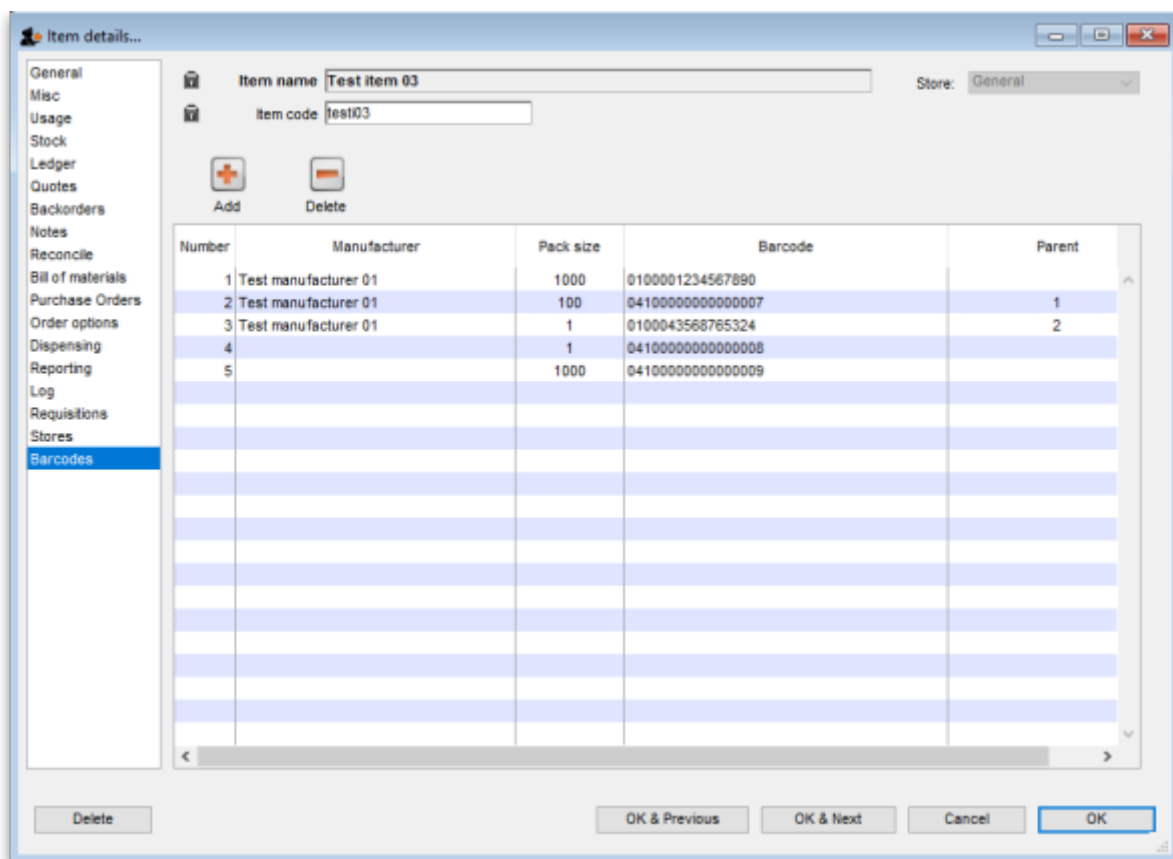 Item details...
General
Misc
Usage
Stock
Ledger
Quotes
Backorders
Notes
Reconcile
Bill of materials
Purchase Orders
Order options
Dispensing
Reporting
Log
Requisitions
Stores
Barcodes
Item name Test item 03 Store: General
Item code testi03
Add Delete
Number Manufacturer Pack size Barcode Parent
1 Test manufacturer 01 1000 0100001234567890
2 Test manufacturer 01 100 04100000000000007 1
3 Test manufacturer 01 1 0100043568765324 2
4 1 04100000000000008
5 1000 04100000000000009
Delete OK & Previous OK & Next Cancel OK